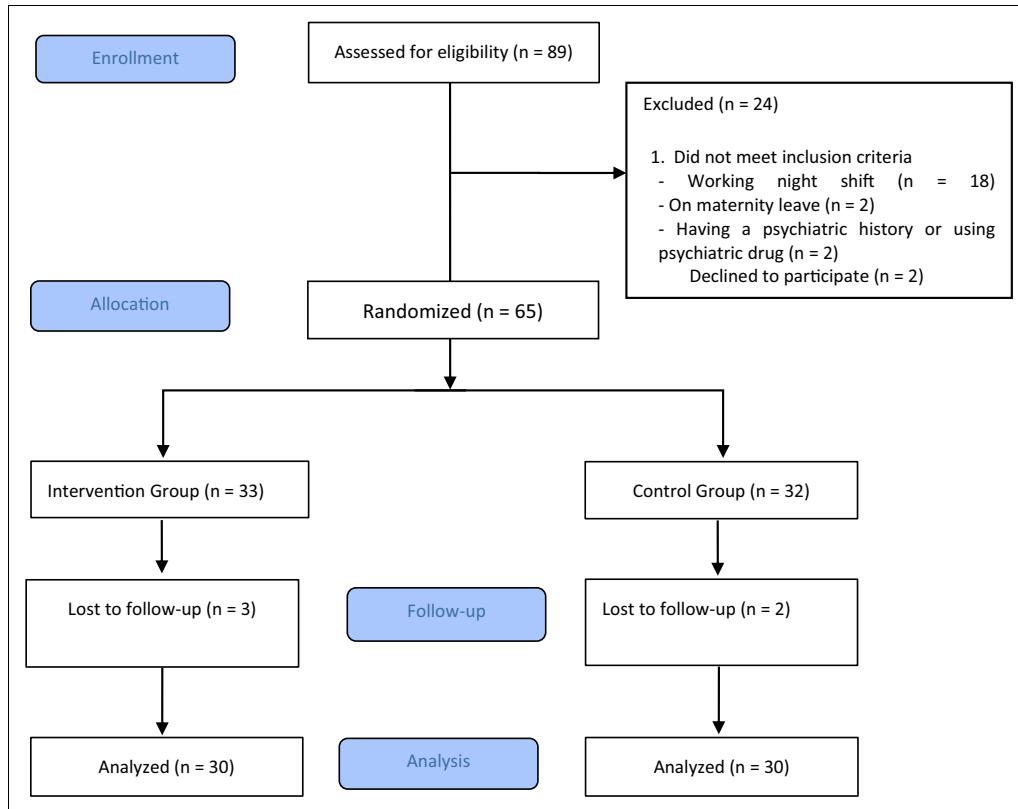 Enrollment
Assessed for eligibility (n = 89)
Excluded (n = 24)
1. Did not meet inclusion criteria
- Working night shift (n = 18)
- On maternity leave (n = 2)
- Having a psychiatric history or using
psychiatric drug (n = 2)
Declined to participate (n = 2)
Allocation
Randomized (n = 65)
Intervention Group (n = 33)
Control Group (n = 32)
Lost to follow-up (n = 3)
Follow-up
Lost to follow-up (n = 2)
Analyzed (n = 30)
Analysis
Analyzed (n = 30)